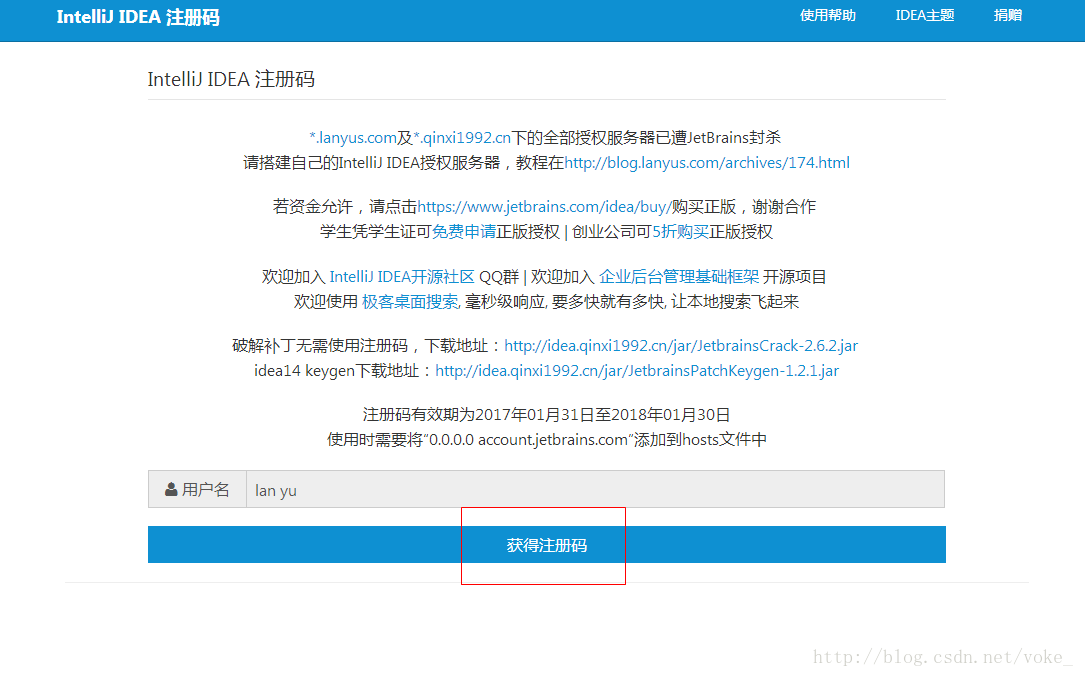 IntelliJ IDEA 注册码 使用帮助 IDEA主题 捐赠
IntelliJ IDEA 注册码
*.lanyus.com及*.qinxi1992.cn下的全部授权服务器已遭JetBrains封杀
请搭建自己的IntelliJ IDEA授权服务器，教程在http://blog.lanyus.com/archives/174.html
若资金允许，请点击https://www.jetbrains.com/idea/buy/购买正版，谢谢合作
学生凭学生证可免费申请正版授权 | 创业公司可5折购买正版授权
欢迎加入 IntelliJ IDEA开源社区 QQ群 | 欢迎加入 企业后台管理基础框架 开源项目
欢迎使用 极客桌面搜索, 毫秒级响应, 要多快就有多快, 让本地搜索飞起来
破解补丁无需使用注册码，下载地址：http://idea.qinxi1992.cn/jar/JetbrainsCrack-2.6.2.jar
idea14 keygen下载地址：http://idea.qinxi1992.cn/jar/JetbrainsPatchKeygen-1.2.1.jar
注册码有效期为2017年01月31日至2018年01月30日
使用时需要将“0.0.0.0 account.jetbrains.com”添加到hosts文件中
用户名 lan yu
获得注册码
http://blog.csdn.net/voke_